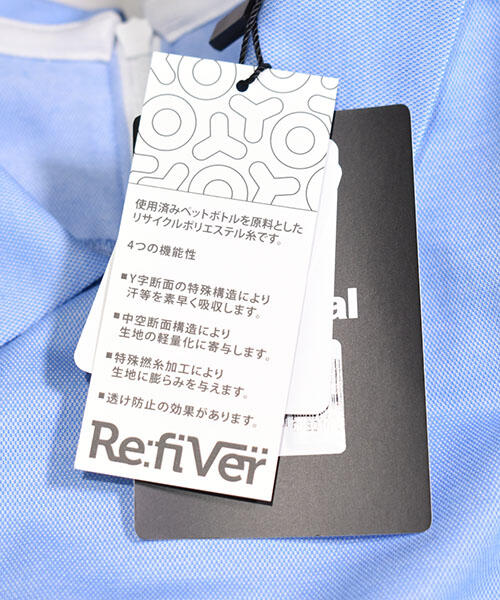 使用済みペットボトルを原料とした
リサイクルポリエステル糸です。
4つの機能性
■Y字断面の特殊構造により
汗等を素早く吸収します。
■中空断面構造により
生地の軽量化に寄与します。
■特殊撚糸加工により
生地に膨らみを与えます。
■透け防止の効果があります。
Re:fiVer
al